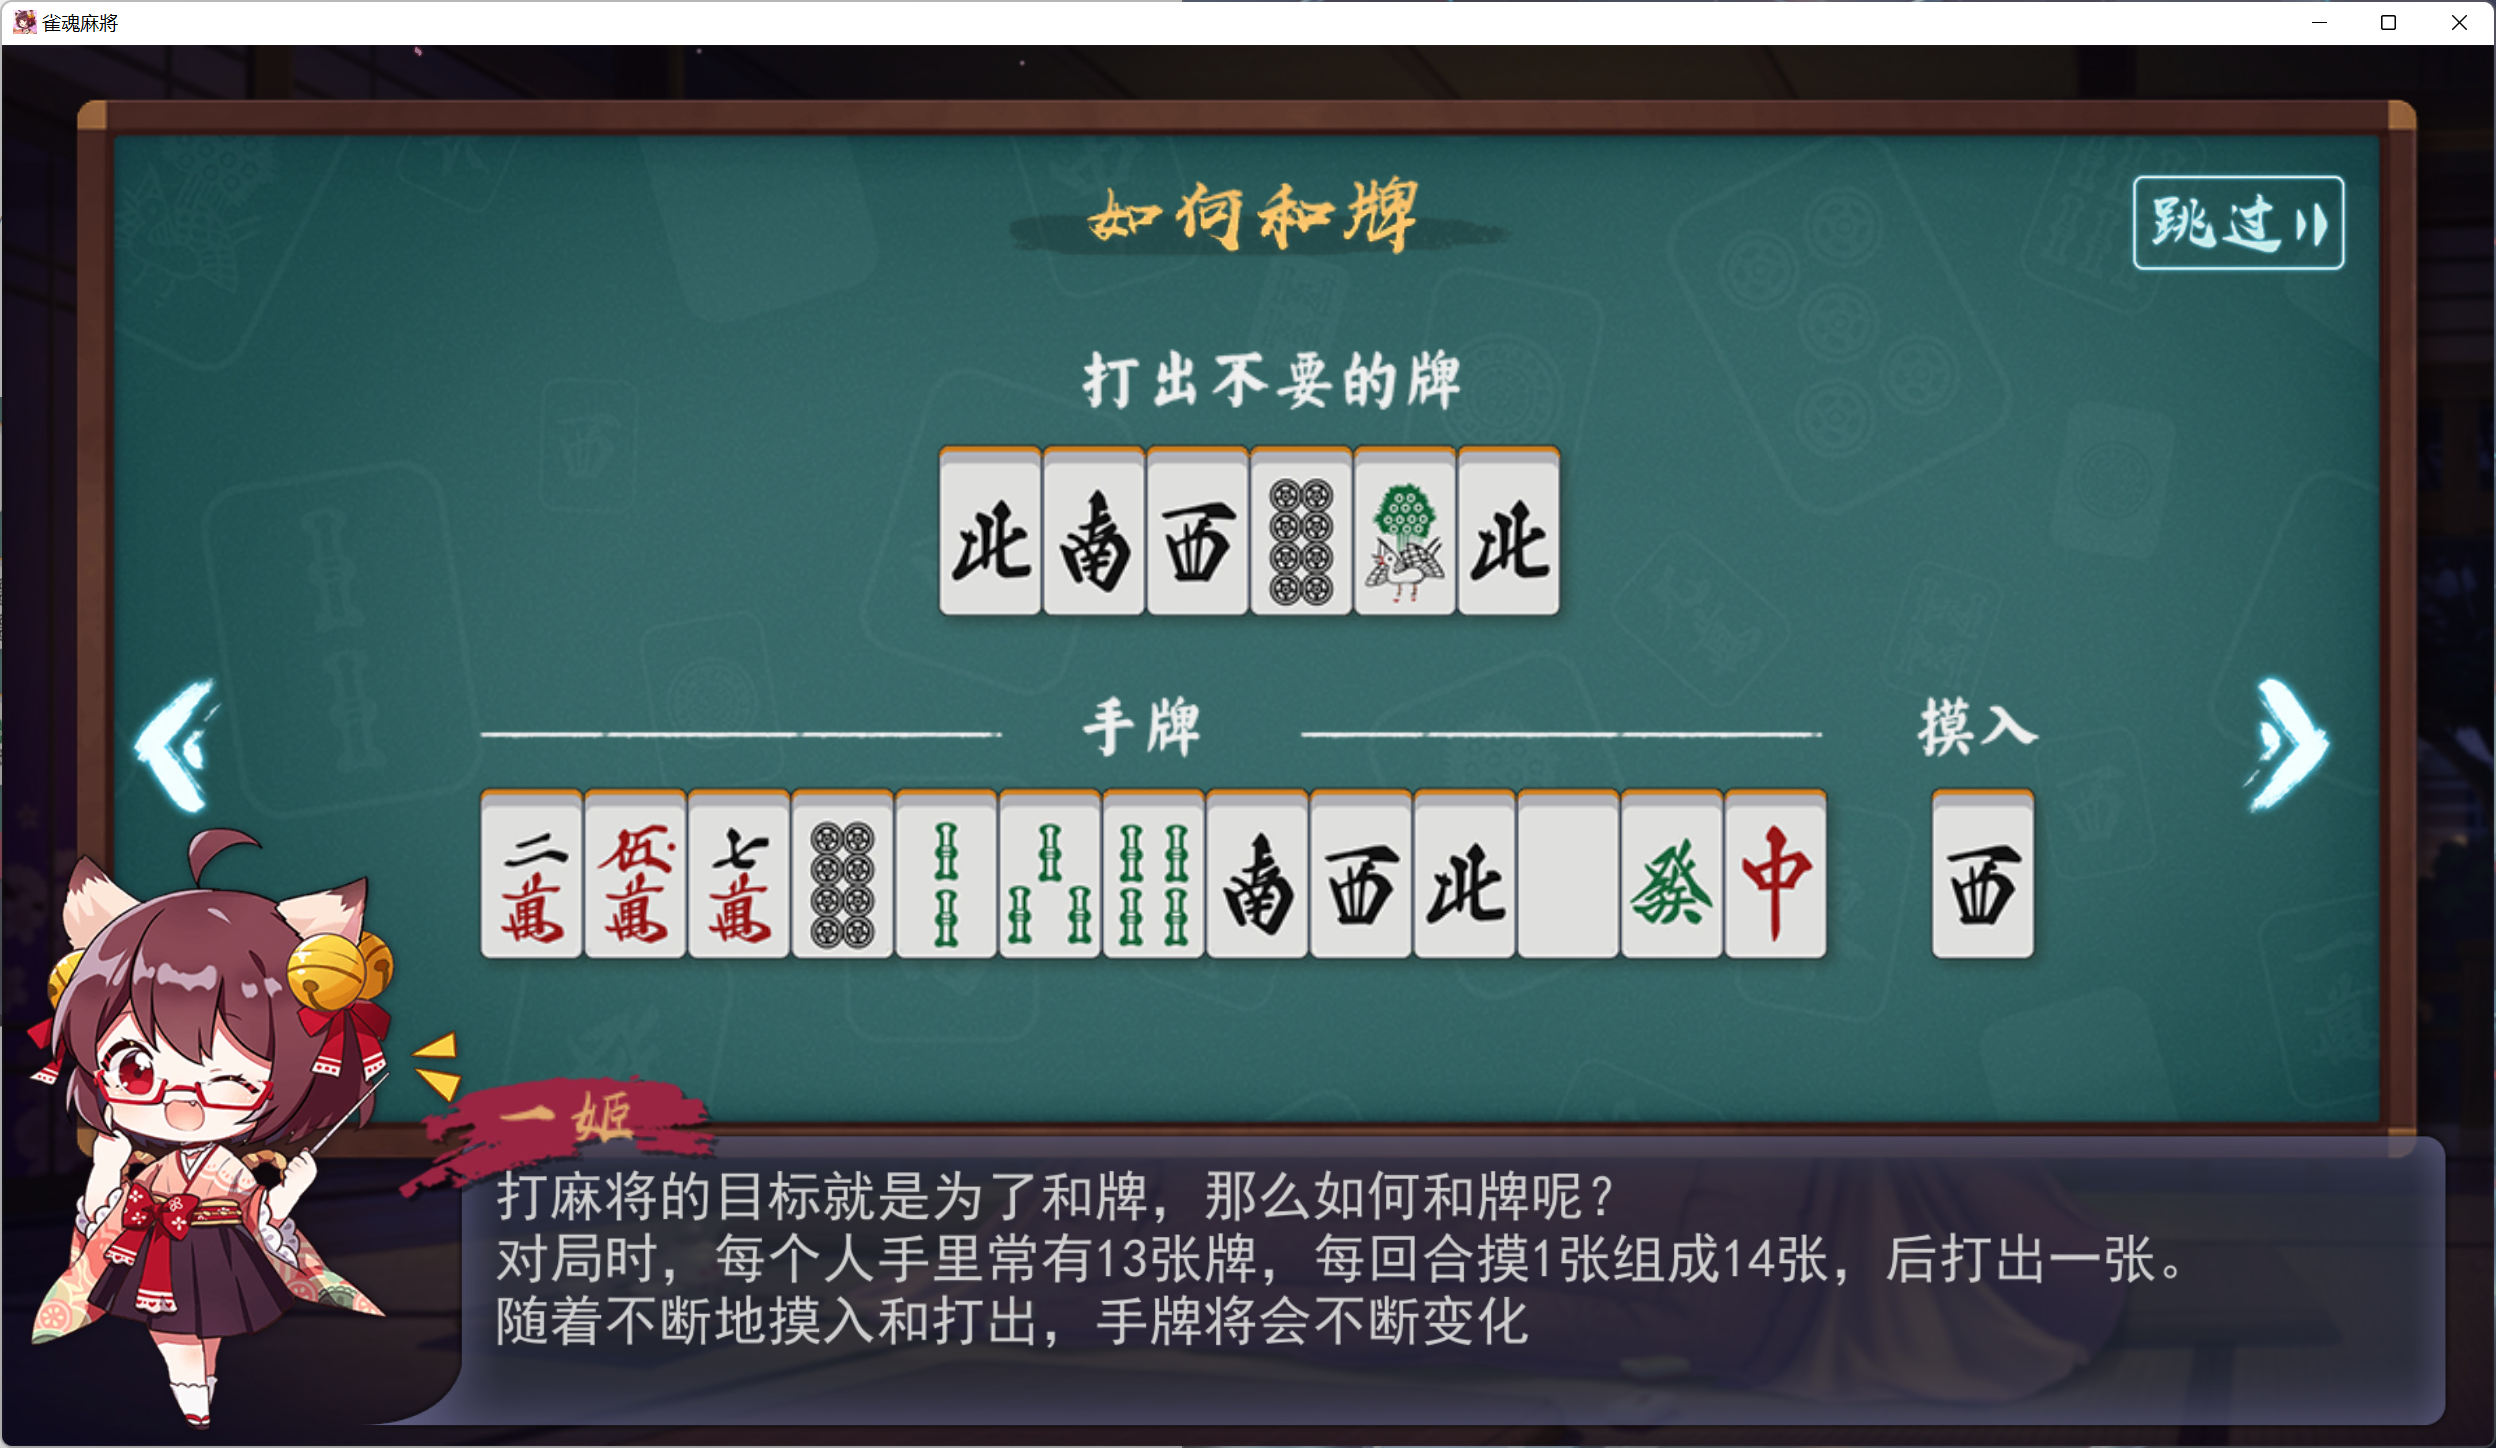 雀魂麻將
如何和牌
跳过
打出不要的牌
北 南 西 北
手牌
摸入
二萬 伍萬 七萬 南 西 北 發 中 西
一姬
打麻将的目标就是为了和牌，那么如何和牌呢？
对局时，每个人手里常有13张牌，每回合摸1张组成14张，后打出一张。
随着不断地摸入和打出，手牌将会不断变化